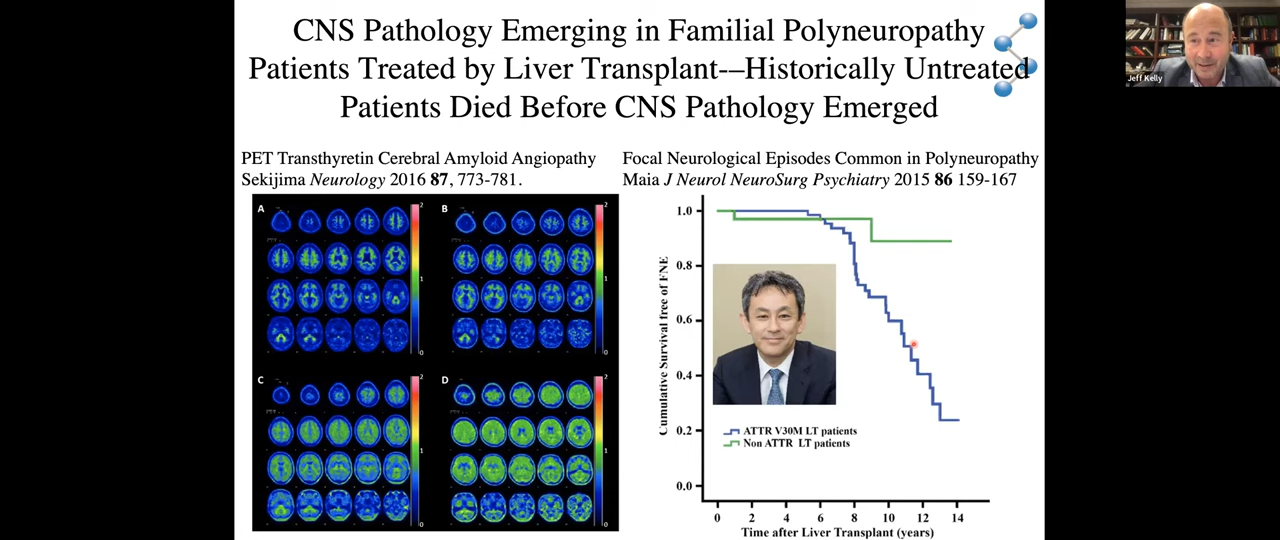 CNS Pathology Emerging in Familial Polyneuropathy
Patients Treated by Liver Transplant-–Historically Untreated
Patients Died Before CNS Pathology Emerged
Jeff Kelly
PET Transthyretin Cerebral Amyloid Angiopathy
Sekijima Neurology 2016 87, 773-781.
Focal Neurological Episodes Common in Polyneuropathy
Maia J Neurol NeuroSurg Psychiatry 2015 86 159-167
A
2
1
0
B
2
1
0
C
2
1
0
D
2
1
0
Cumulative Survival free of FNE
1.0
0.8
0.6
0.4
0.2
0.0
ATTR V30M LT patients
Non ATTR LT patients
0 2 4 6 8 10 12 14
Time after Liver Transplant (years)